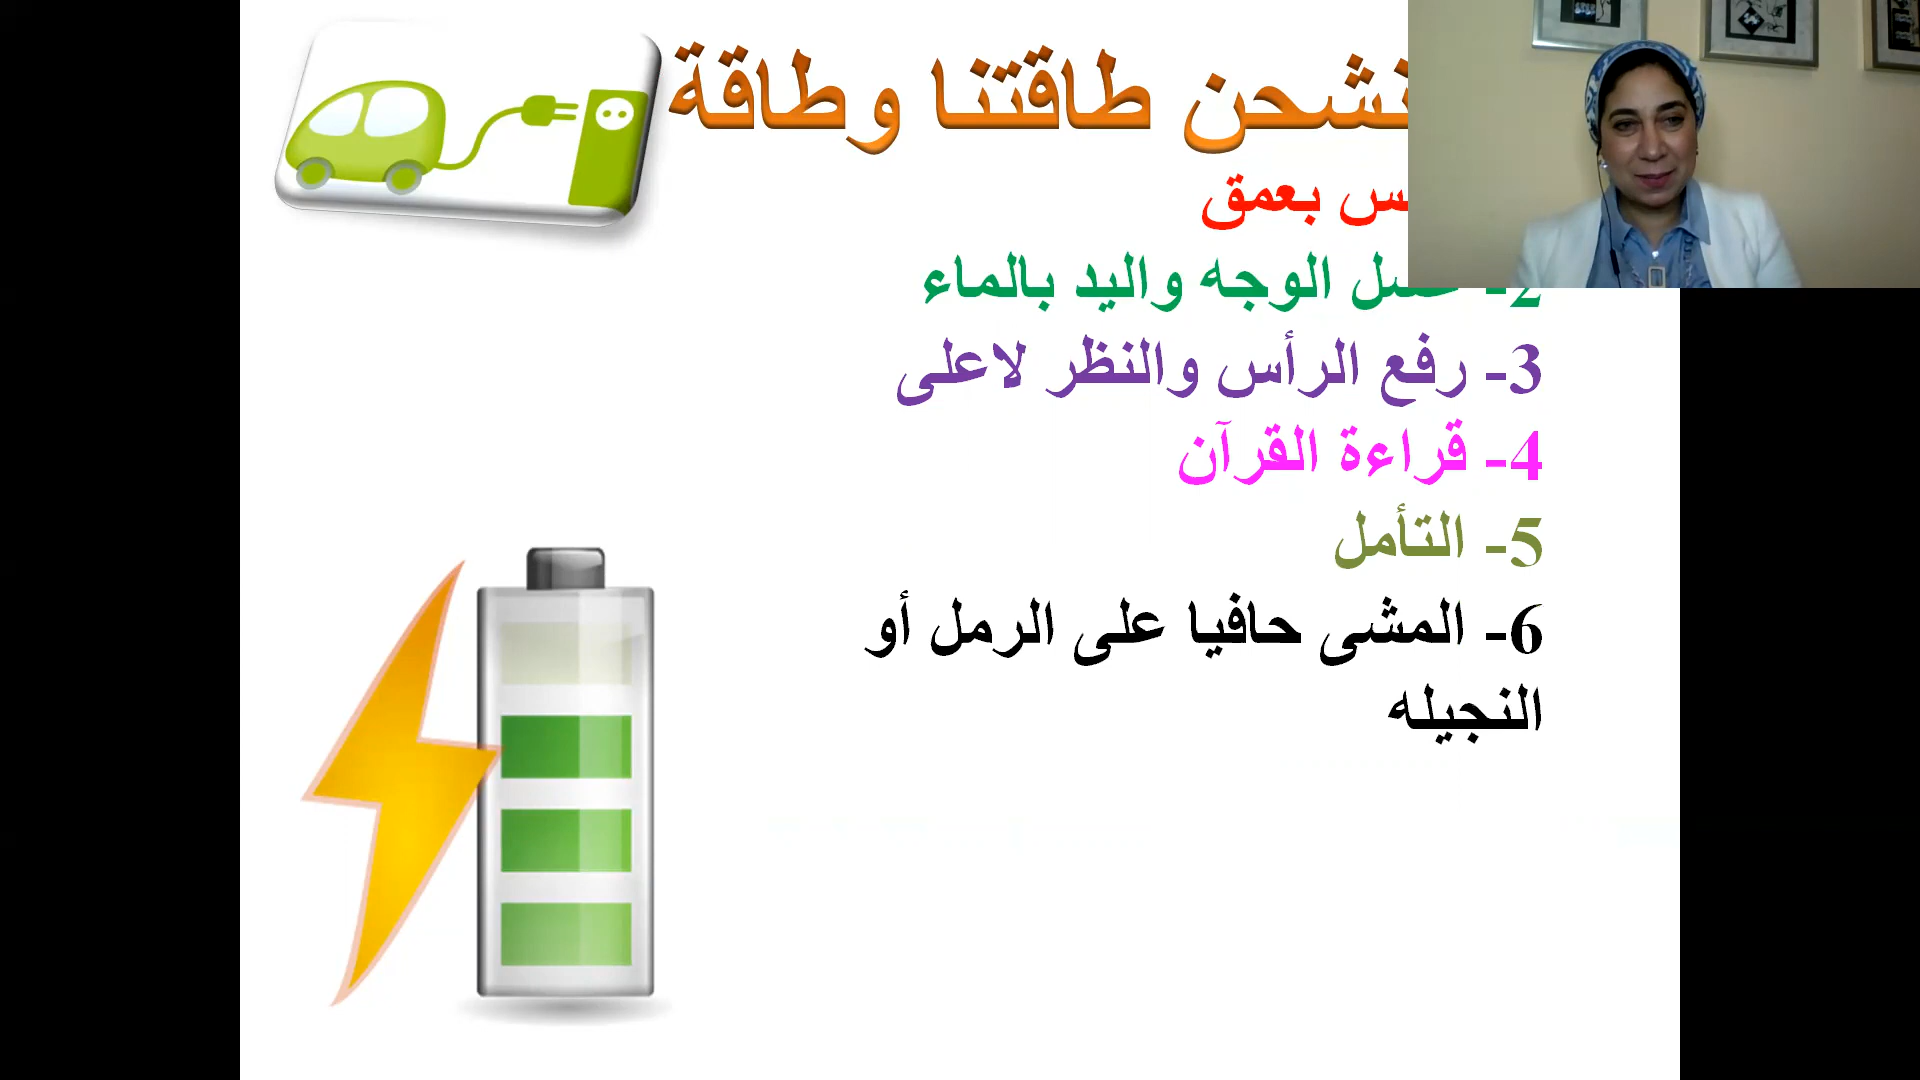 نشحن طاقتنا وطاقة
بعمق
2- الوجه واليد بالماء
3- رفع الرأس والنظر لاعلى
4- قراءة القرآن
5- التأمل
6- المشى حافيا على الرمل أو
النجيله